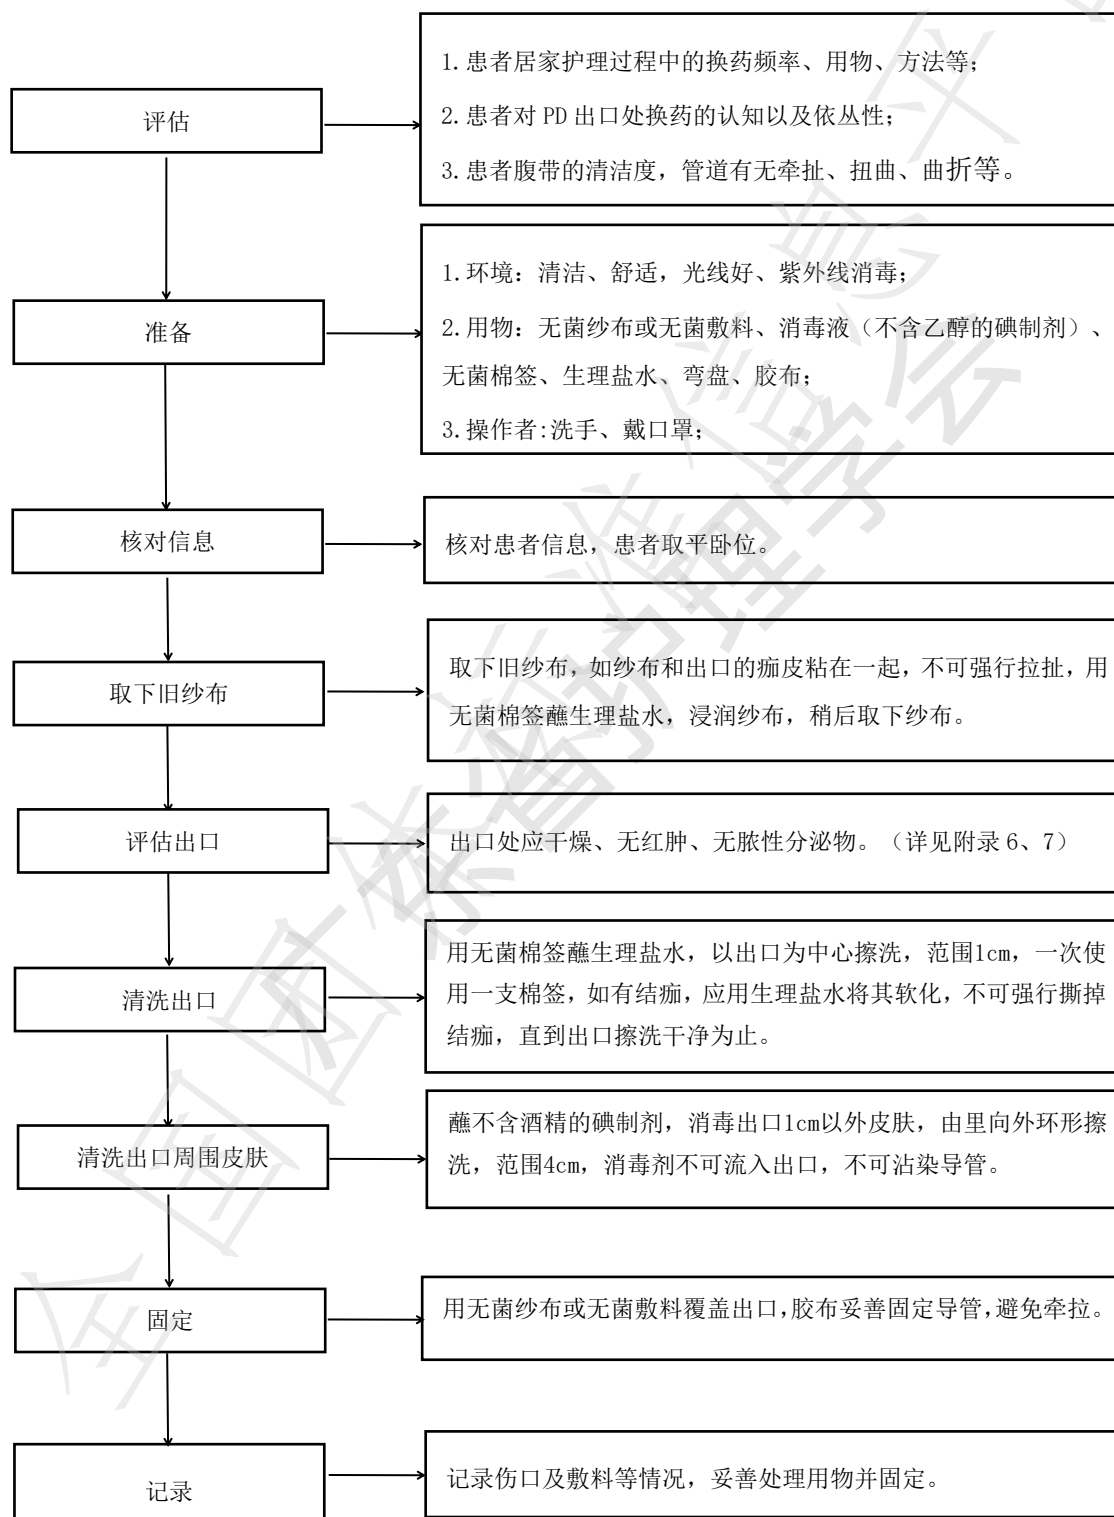 评估
1.患者居家护理过程中的换药频率、用物、方法等；
2.患者对 PD 出口处换药的认知以及依丛性；
3.患者腹带的清洁度，管道有无牵扯、扭曲、曲折等。
准备
1.环境：清洁、舒适，光线好、紫外线消毒；
2.用物：无菌纱布或无菌敷料、消毒液（不含乙醇的碘制剂）、
无菌棉签、生理盐水、弯盘、胶布；
3.操作者:洗手、戴口罩；
核对信息
核对患者信息，患者取平卧位。
取下旧纱布
取下旧纱布，如纱布和出口的痂皮粘在一起，不可强行拉扯，用
无菌棉签蘸生理盐水，浸润纱布，稍后取下纱布。
评估出口
出口处应干燥、无红肿、无脓性分泌物。（详见附录 6、7）
清洗出口
用无菌棉签蘸生理盐水，以出口为中心擦洗，范围1cm，一次使
用一支棉签，如有结痂，应用生理盐水将其软化，不可强行撕掉
结痂，直到出口擦洗干净为止。
清洗出口周围皮肤
蘸不含酒精的碘制剂，消毒出口1cm以外皮肤，由里向外环形擦
洗，范围4cm，消毒剂不可流入出口，不可沾染导管。
固定
用无菌纱布或无菌敷料覆盖出口，胶布妥善固定导管，避免牵拉。
记录
记录伤口及敷料等情况，妥善处理用物并固定。
广东省护理学会
全国团体标准信息平